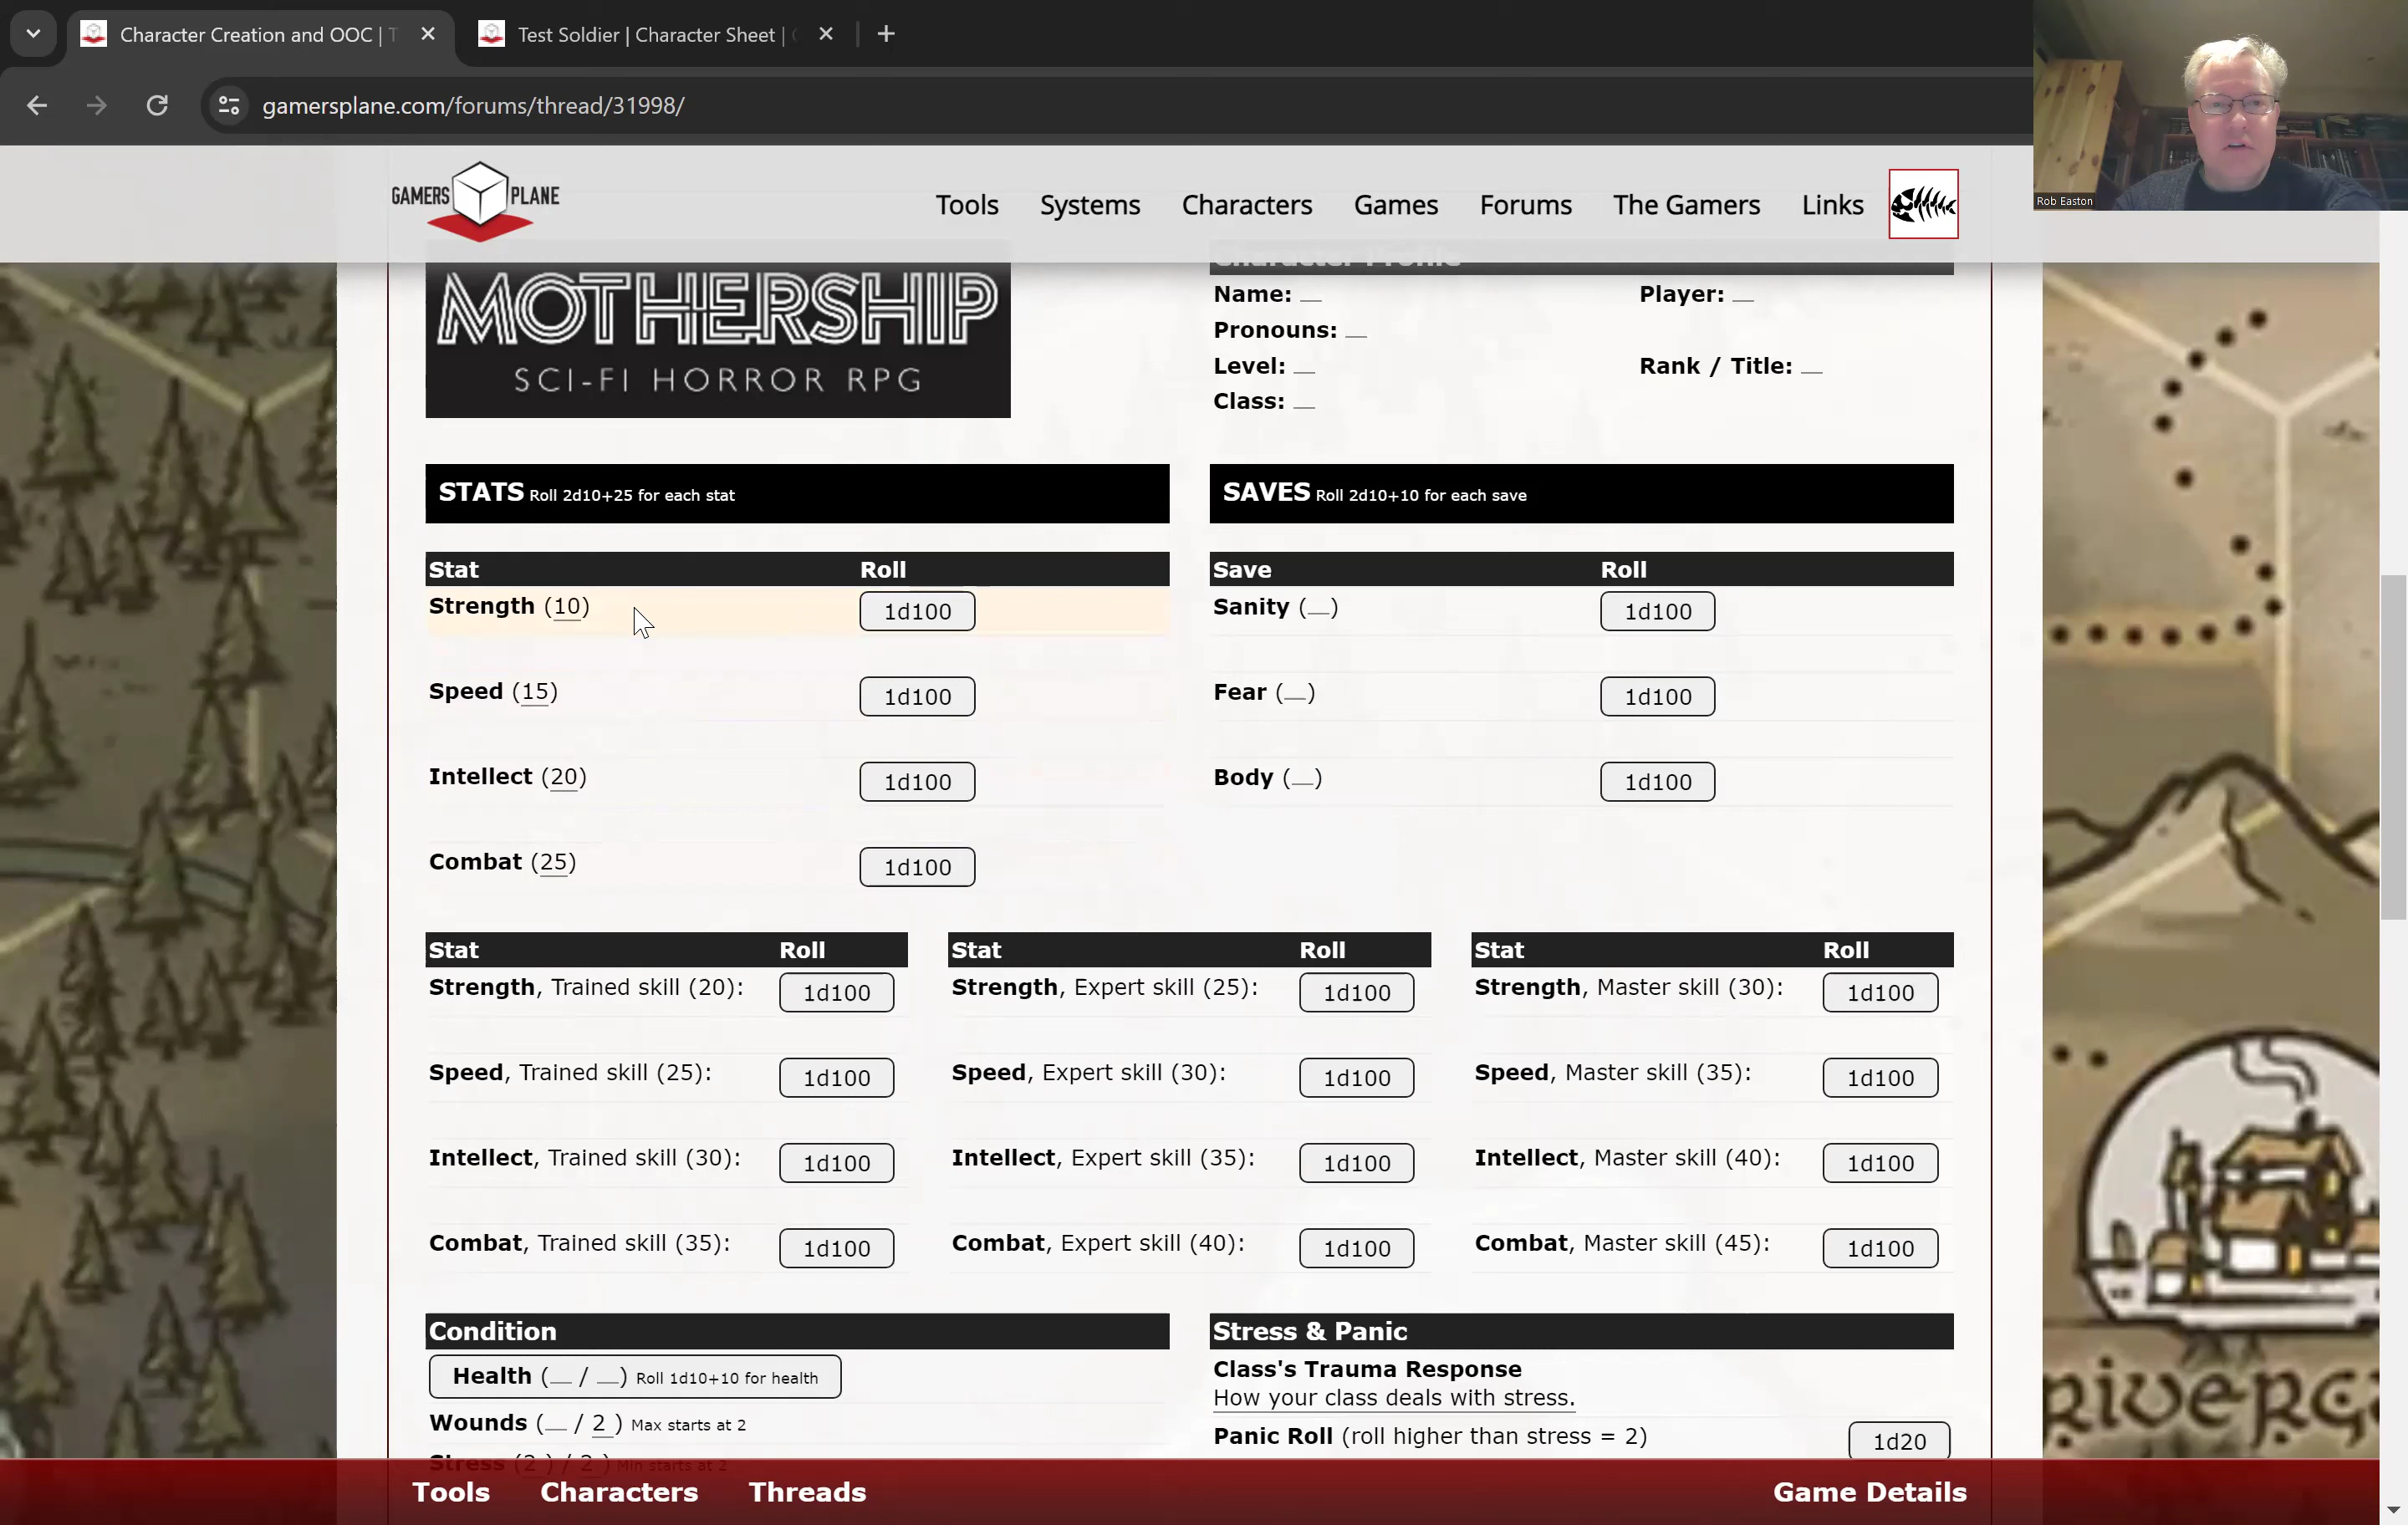 Character Creation and OOC | T
Test Soldier | Character Sheet |
gamersplane.com/forums/thread/31998/
Rob Easton
GAMERS PLANE
Tools Systems Characters Games Forums The Gamers Links
Character Profile
MOTHERSHIP
SCI-FI HORROR RPG
Name: __ Player: __
Pronouns: __
Level: __ Rank / Title: __
Class: __
STATS Roll 2d10+25 for each stat
SAVES Roll 2d10+10 for each save
Stat Roll
Strength (10) 1d100
Speed (15) 1d100
Intellect (20) 1d100
Combat (25) 1d100
Save Roll
Sanity (__) 1d100
Fear (__) 1d100
Body (__) 1d100
Stat Roll
Strength, Trained skill (20): 1d100
Speed, Trained skill (25): 1d100
Intellect, Trained skill (30): 1d100
Combat, Trained skill (35): 1d100
Stat Roll
Strength, Expert skill (25): 1d100
Speed, Expert skill (30): 1d100
Intellect, Expert skill (35): 1d100
Combat, Expert skill (40): 1d100
Stat Roll
Strength, Master skill (30): 1d100
Speed, Master skill (35): 1d100
Intellect, Master skill (40): 1d100
Combat, Master skill (45): 1d100
Condition
Health (__ / __) Roll 1d10+10 for health
Wounds (__ / 2 ) Max starts at 2
Stress (2 ) / 2 ) Min starts at 2
Stress & Panic
Class's Trauma Response
How your class deals with stress.
Panic Roll (roll higher than stress = 2) 1d20
Tools Characters Threads Game Details